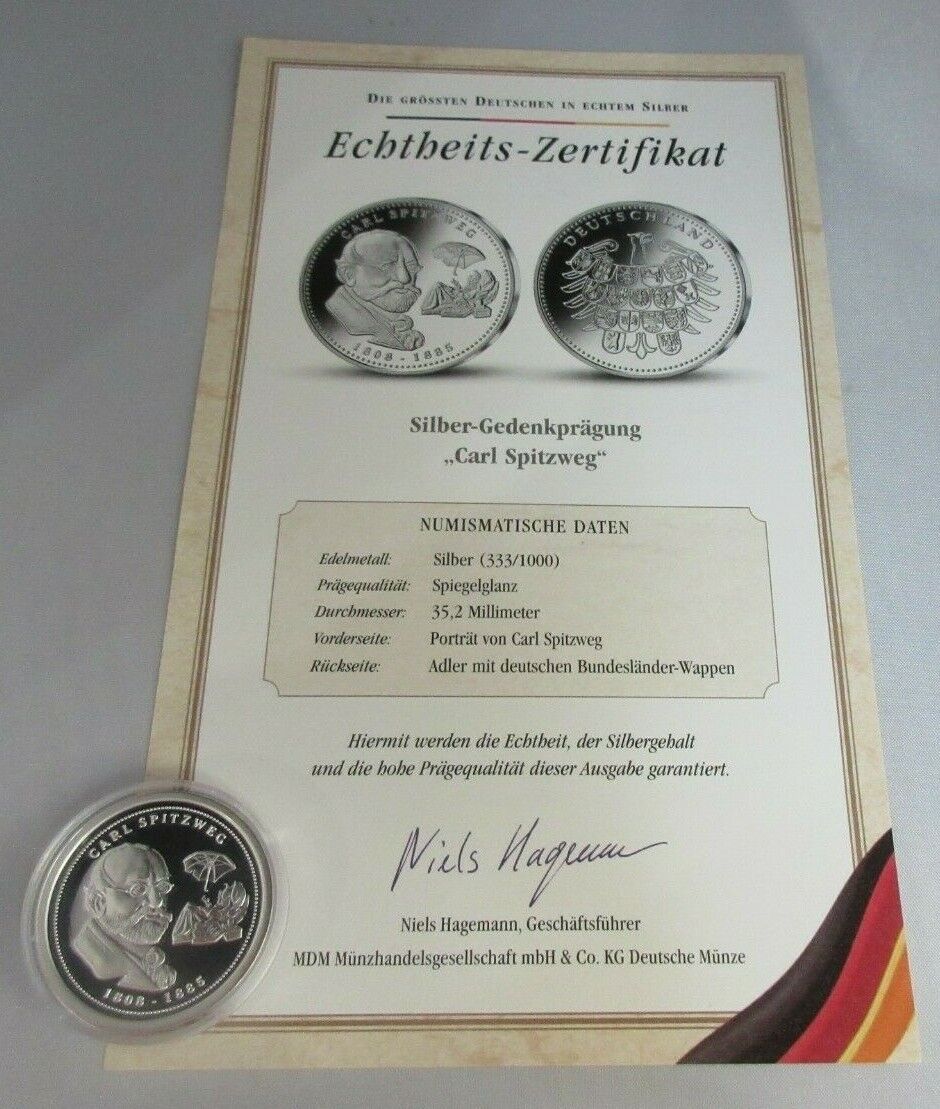 DIE GRÖSSTEN DEUTSCHEN IN ECHTEM SILBER
Echtheits-Zertifikat
CARL SPITZWEG
1808 - 1885
DEUTSCHLAND
Silber-Gedenkprägung
„Carl Spitzweg“
NUMISMATISCHE DATEN
Edelmetall: Silber (333/1000)
Prägequalität: Spiegelglanz
Durchmesser: 35,2 Millimeter
Vorderseite: Porträt von Carl Spitzweg
Rückseite: Adler mit deutschen Bundesländer-Wappen
Hiermit werden die Echtheit, der Silbergehalt
und die hohe Prägequalität dieser Ausgabe garantiert.
Niels Hagemann
Niels Hagemann, Geschäftsführer
MDM Münzhandelsgesellschaft mbH & Co. KG Deutsche Münze
CARL SPITZWEG
1808 - 1885